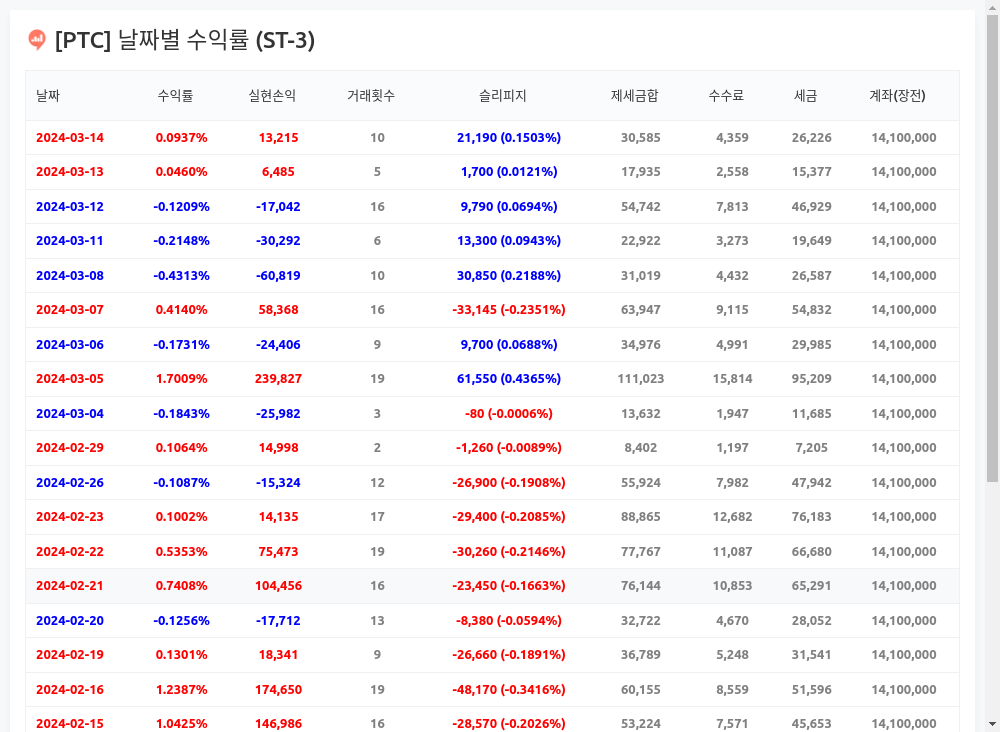 [PTC] 날짜별 수익률 (ST-3)
날짜 수익률 실현손익 거래횟수 슬리피지 제세금합 수수료 세금 계좌(장전)
2024-03-14 0.0937% 13,215 10 21,190 (0.1503%) 30,585 4,359 26,226 14,100,000
2024-03-13 0.0460% 6,485 5 1,700 (0.0121%) 17,935 2,558 15,377 14,100,000
2024-03-12 -0.1209% -17,042 16 9,790 (0.0694%) 54,742 7,813 46,929 14,100,000
2024-03-11 -0.2148% -30,292 6 13,300 (0.0943%) 22,922 3,273 19,649 14,100,000
2024-03-08 -0.4313% -60,819 10 30,850 (0.2188%) 31,019 4,432 26,587 14,100,000
2024-03-07 0.4140% 58,368 16 -33,145 (-0.2351%) 63,947 9,115 54,832 14,100,000
2024-03-06 -0.1731% -24,406 9 9,700 (0.0688%) 34,976 4,991 29,985 14,100,000
2024-03-05 1.7009% 239,827 19 61,550 (0.4365%) 111,023 15,814 95,209 14,100,000
2024-03-04 -0.1843% -25,982 3 -80 (-0.0006%) 13,632 1,947 11,685 14,100,000
2024-02-29 0.1064% 14,998 2 -1,260 (-0.0089%) 8,402 1,197 7,205 14,100,000
2024-02-26 -0.1087% -15,324 12 -26,900 (-0.1908%) 55,924 7,982 47,942 14,100,000
2024-02-23 0.1002% 14,135 17 -29,400 (-0.2085%) 88,865 12,682 76,183 14,100,000
2024-02-22 0.5353% 75,473 19 -30,260 (-0.2146%) 77,767 11,087 66,680 14,100,000
2024-02-21 0.7408% 104,456 16 -23,450 (-0.1663%) 76,144 10,853 65,291 14,100,000
2024-02-20 -0.1256% -17,712 13 -8,380 (-0.0594%) 32,722 4,670 28,052 14,100,000
2024-02-19 0.1301% 18,341 9 -26,660 (-0.1891%) 36,789 5,248 31,541 14,100,000
2024-02-16 1.2387% 174,650 19 -48,170 (-0.3416%) 60,155 8,559 51,596 14,100,000
2024-02-15 1.0425% 146,986 16 -28,570 (-0.2026%) 53,224 7,571 45,653 14,100,000